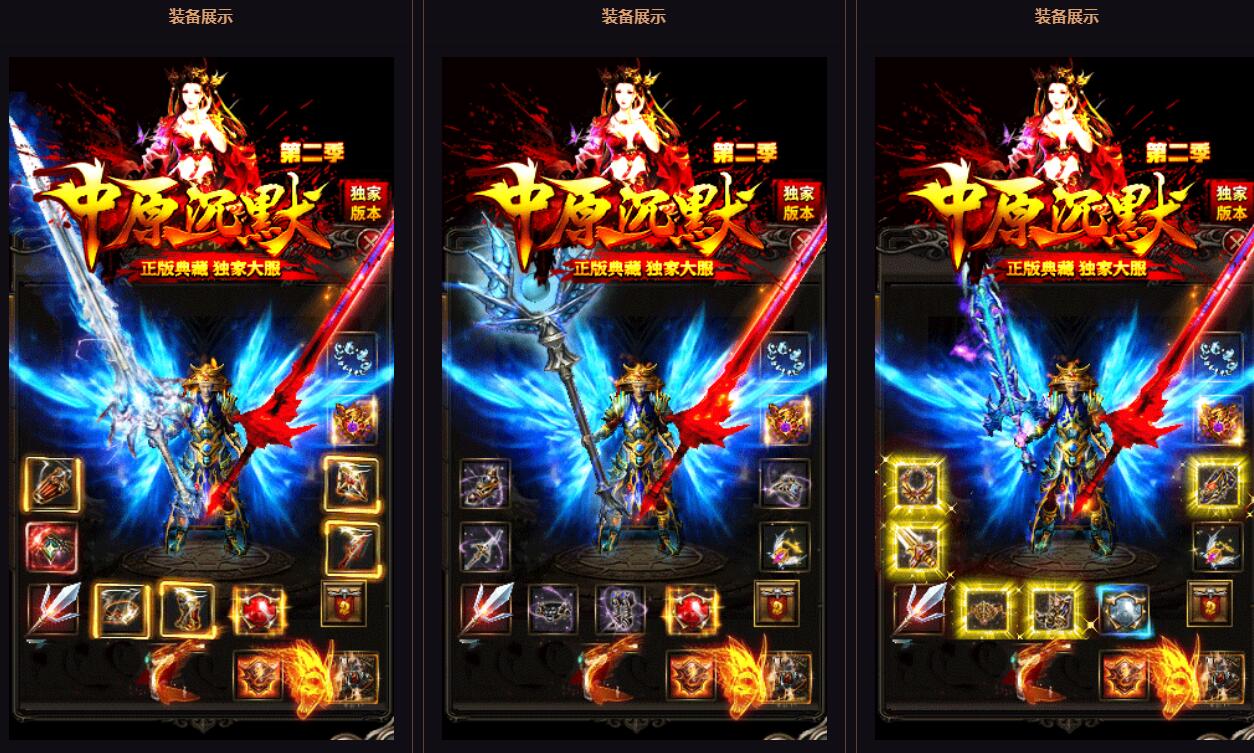 装备展示
第二季
中原沉默
独家
版本
正版典藏 独家大服
装备展示
第二季
中原沉默
独家
版本
正版典藏 独家大服
装备展示
第二季
中原沉默
独家
版本
正版典藏 独家大服